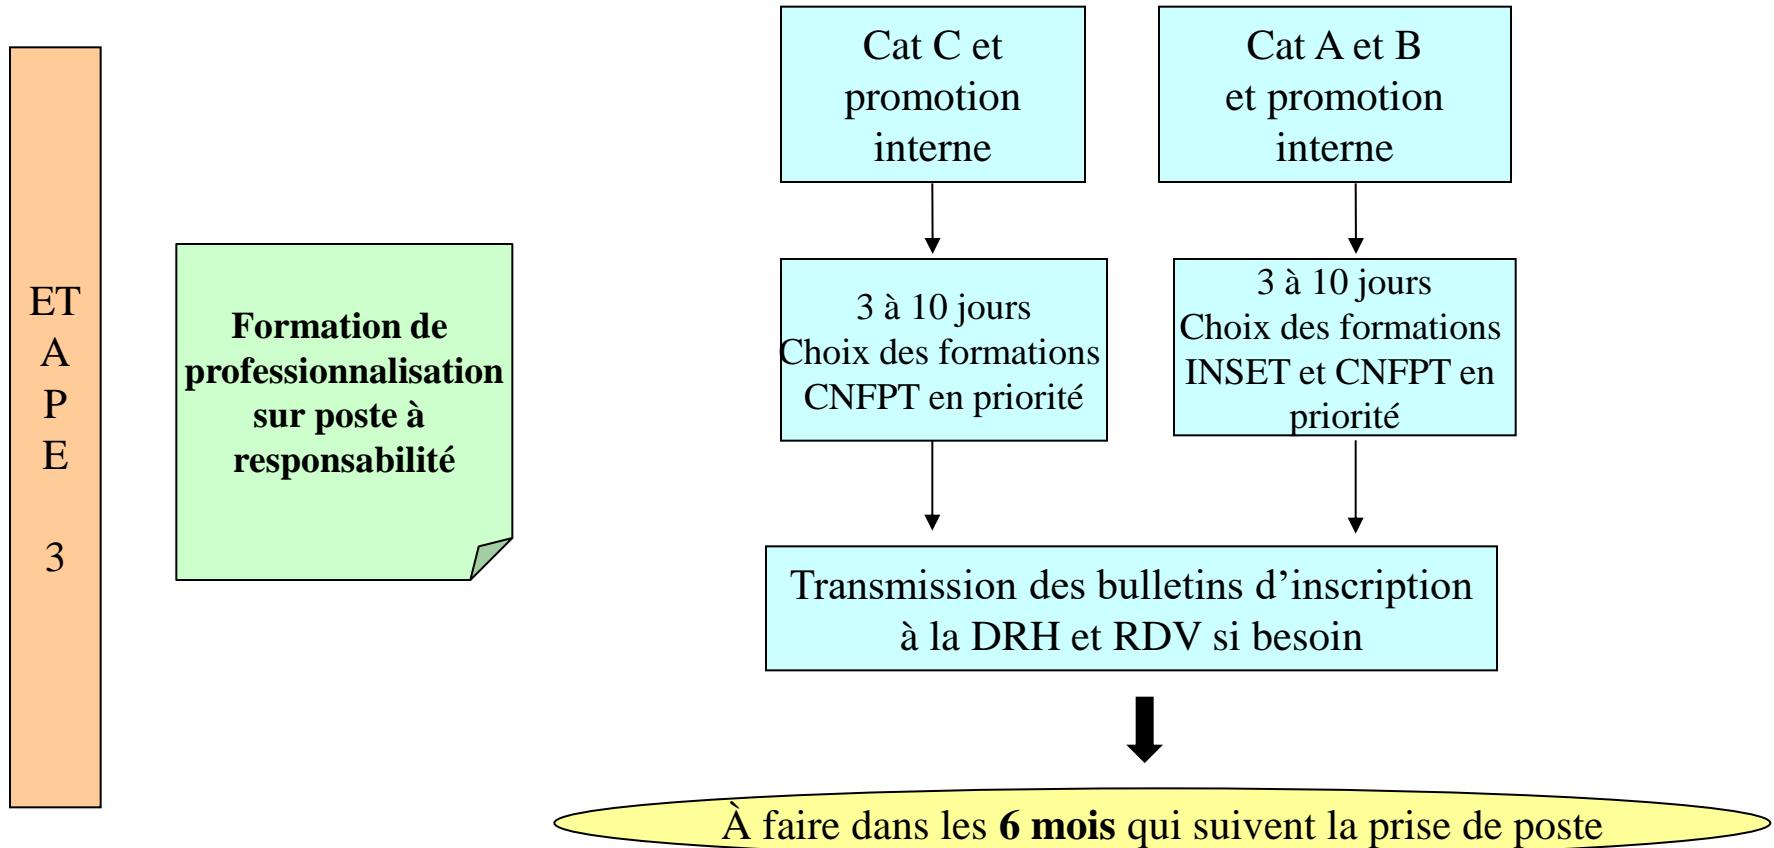 ET
A
P
E
3
Formation de
professionnalisation
sur poste à
responsabilité
Cat C et
promotion
interne
Cat A et B
et promotion
interne
3 à 10 jours
Choix des formations
CNFPT en priorité
3 à 10 jours
Choix des formations
INSET et CNFPT en
priorité
Transmission des bulletins d’inscription
à la DRH et RDV si besoin
À faire dans les 6 mois qui suivent la prise de poste